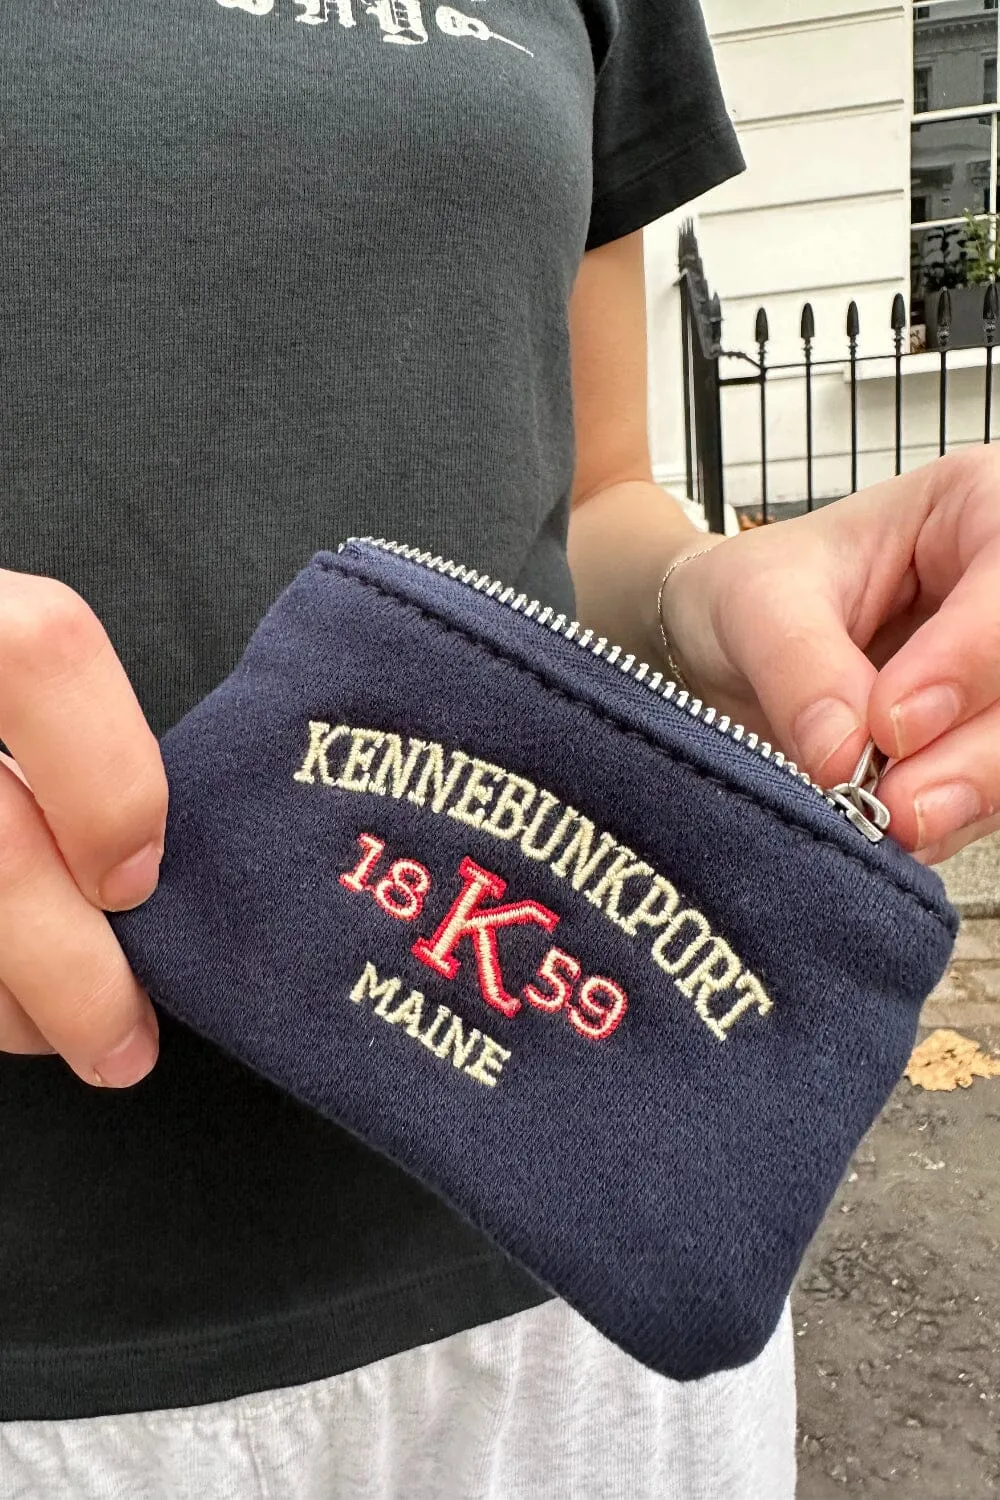 KENNEBUNKPORT
18 K 59
MAINE